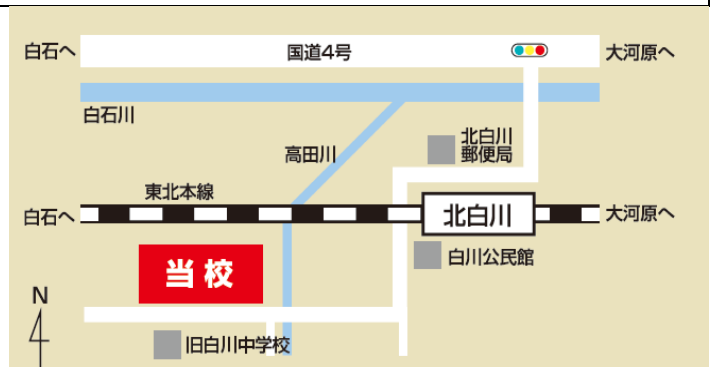 白石へ
国道4号
大河原へ
白石川
高田川
北白川
郵便局
東北本線
白石へ
北白川
大河原へ
白川公民館
当校
N
旧白川中学校